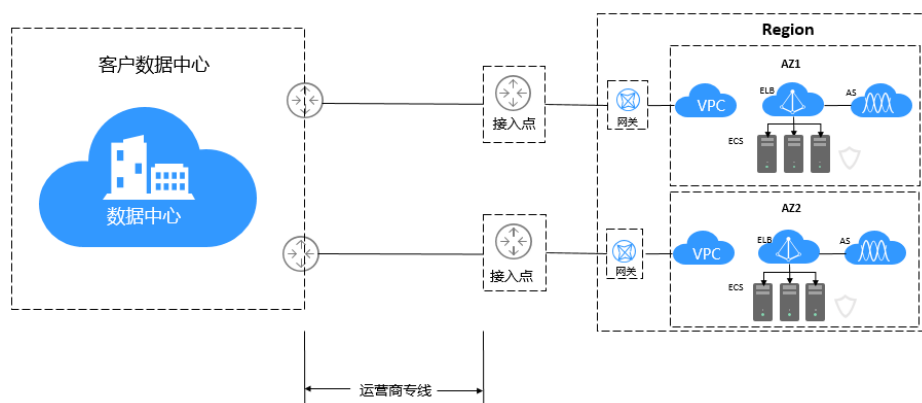 客户数据中心
数据中心
接入点
网关
Region
AZ1
VPC
ELB
AS
ECS
接入点
网关
AZ2
VPC
ELB
AS
ECS
运营商专线